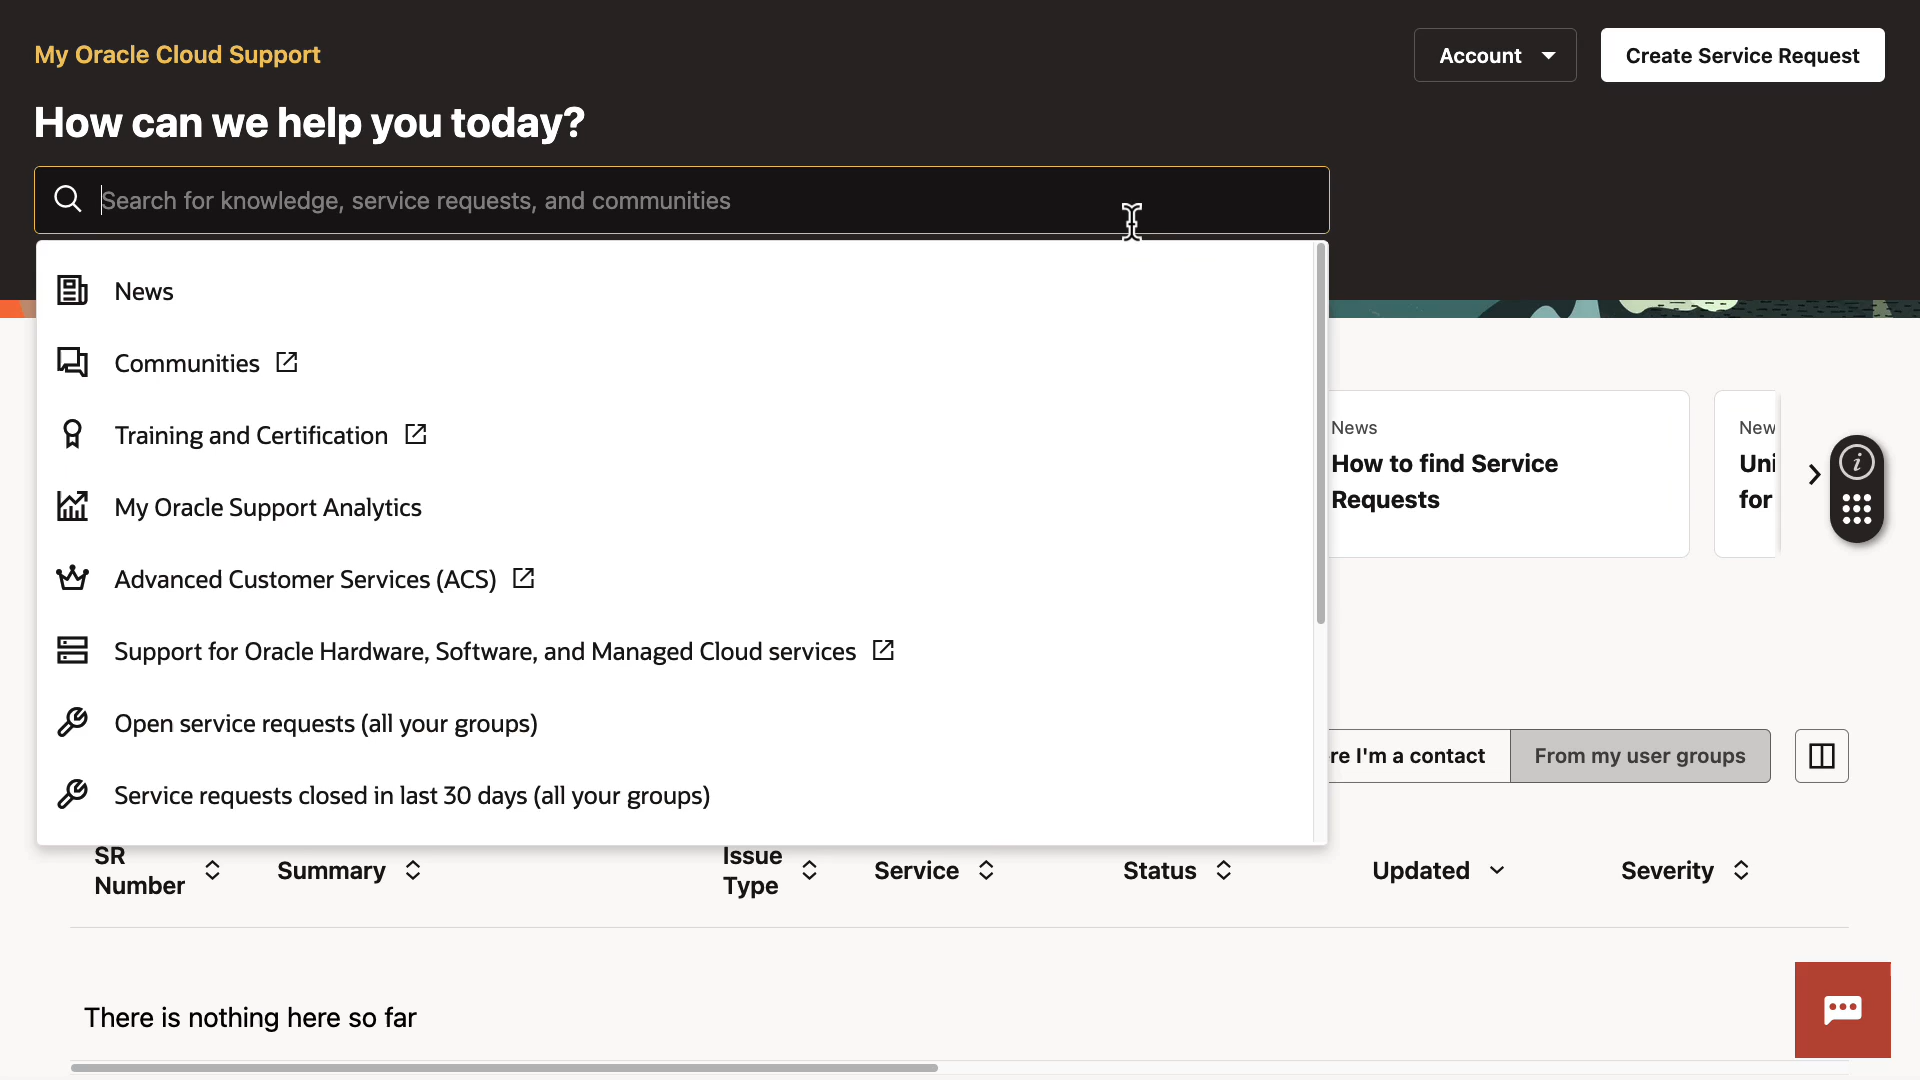 My Oracle Cloud Support
Account
Create Service Request
How can we help you today?
Search for knowledge, service requests, and communities
News
Communities
Training and Certification
My Oracle Support Analytics
Advanced Customer Services (ACS)
Support for Oracle Hardware, Software, and Managed Cloud services
Open service requests (all your groups)
Service requests closed in last 30 days (all your groups)
News
How to find Service
Requests
New
Uni
for
re I'm a contact
From my user groups
SR
Number
Summary
Issue
Type
Service
Status
Updated
Severity
There is nothing here so far